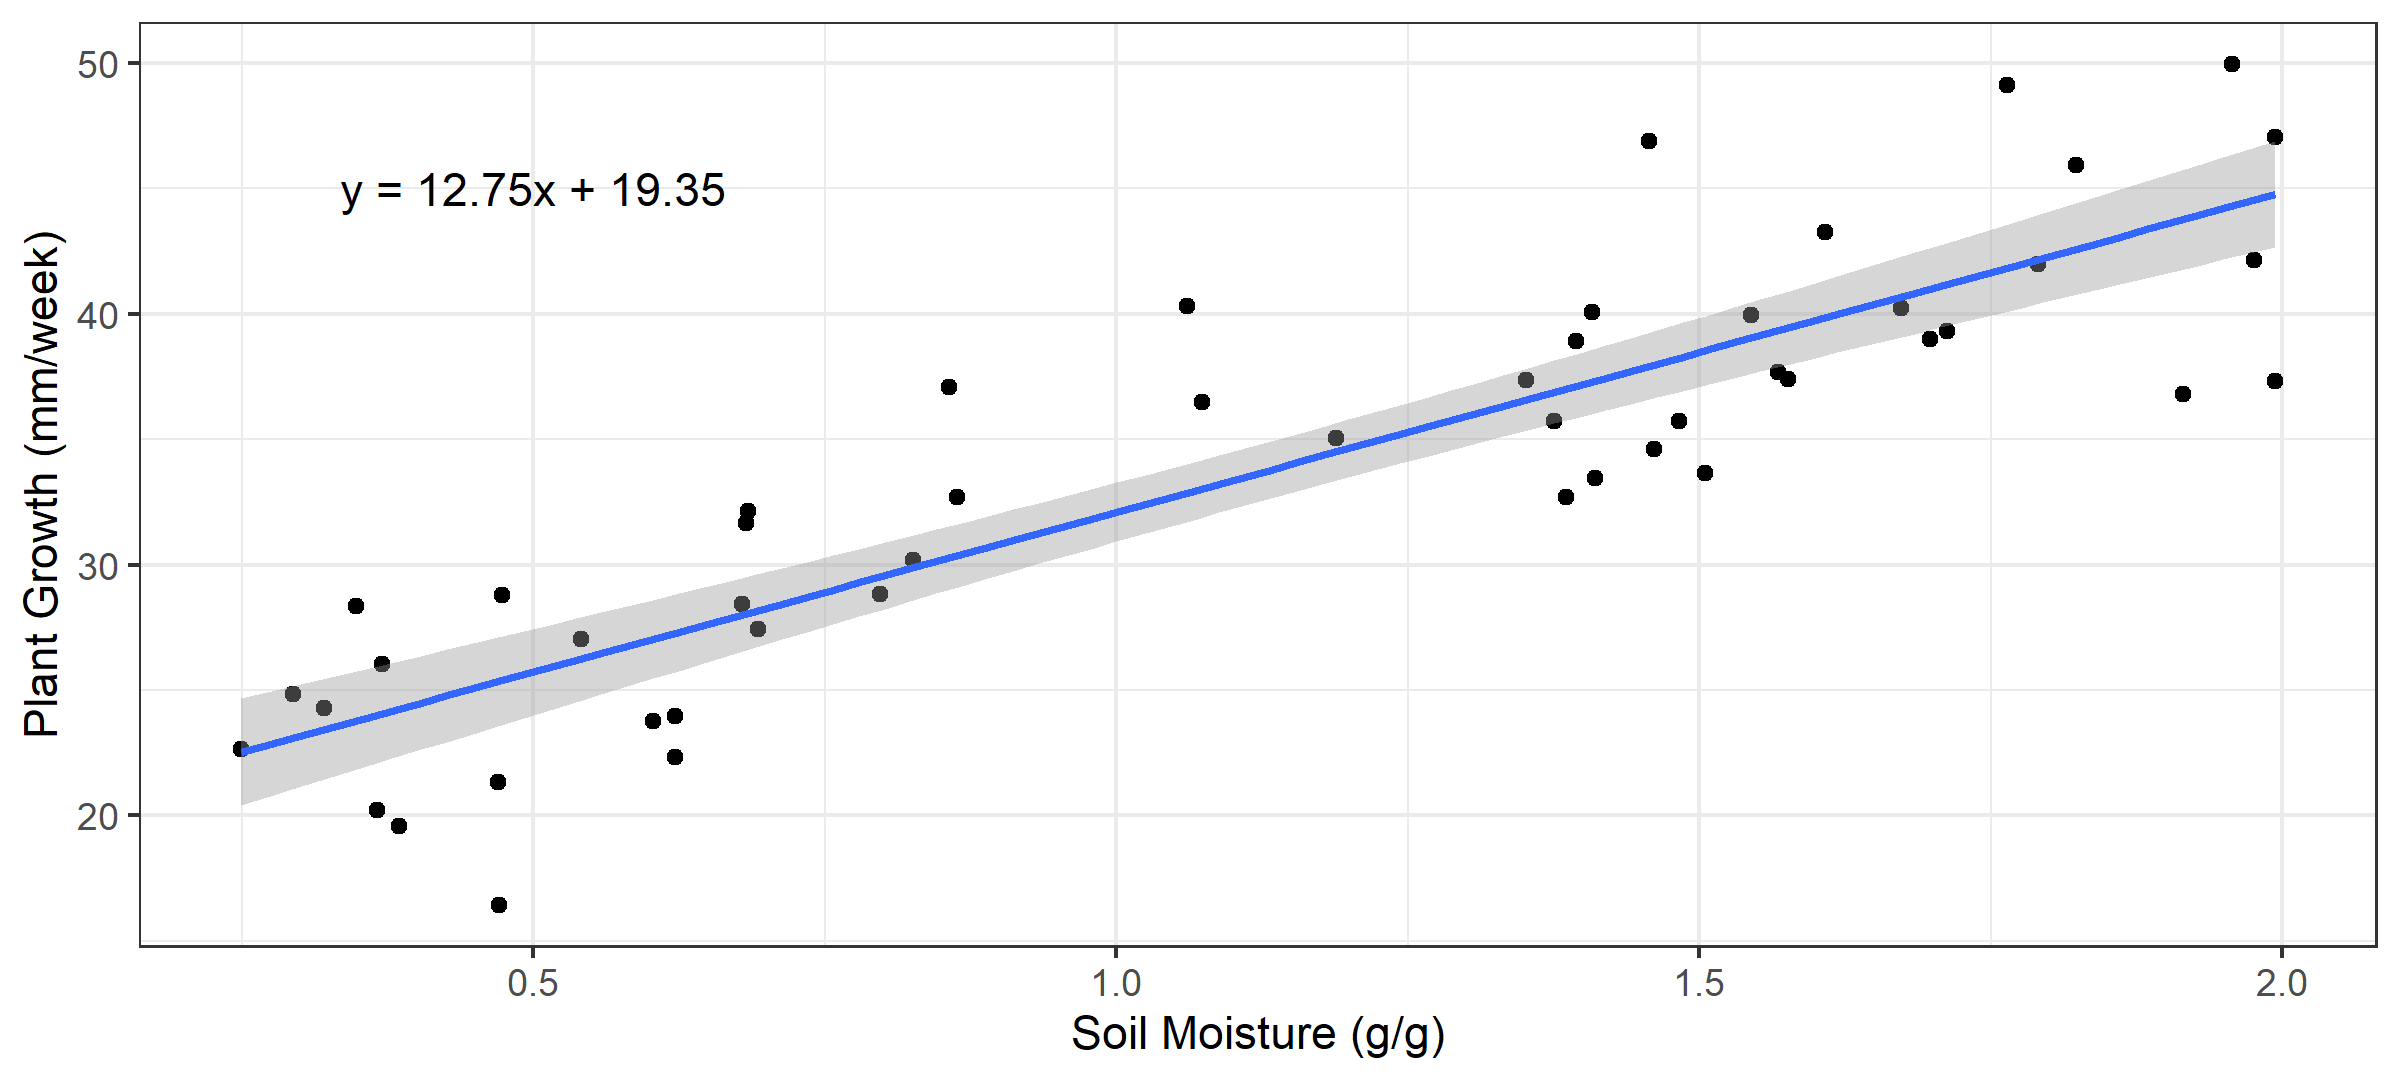 50
40
30
20
y = 12.75x + 19.35
Plant Growth (mm/week)
0.5 1.0 1.5 2.0
Soil Moisture (g/g)